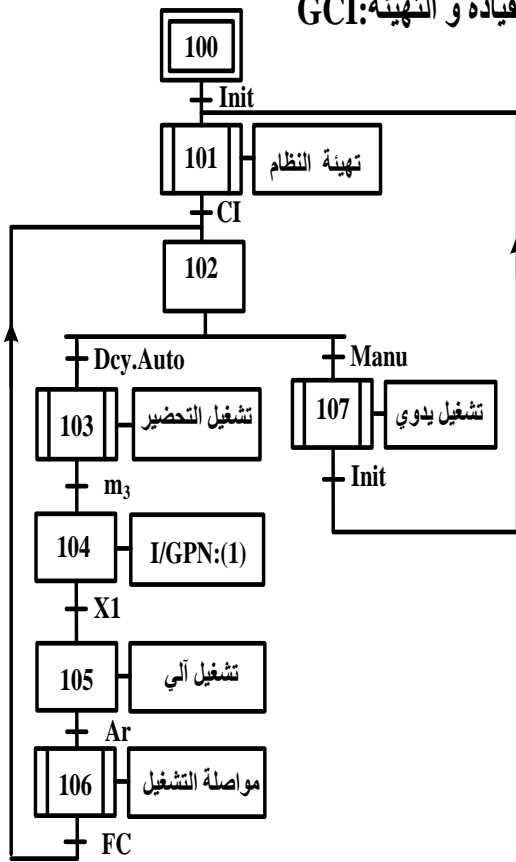 قيادة و التهيئة:GCI
100
Init
101
تهيئة النظام
CI
102
Dcy.Auto
Manu
103
تشغيل التحضير
107
تشغيل يدوي
m₃
Init
104
I/GPN:(1)
X1
105
تشغيل آلي
Ar
106
مواصلة التشغيل
FC